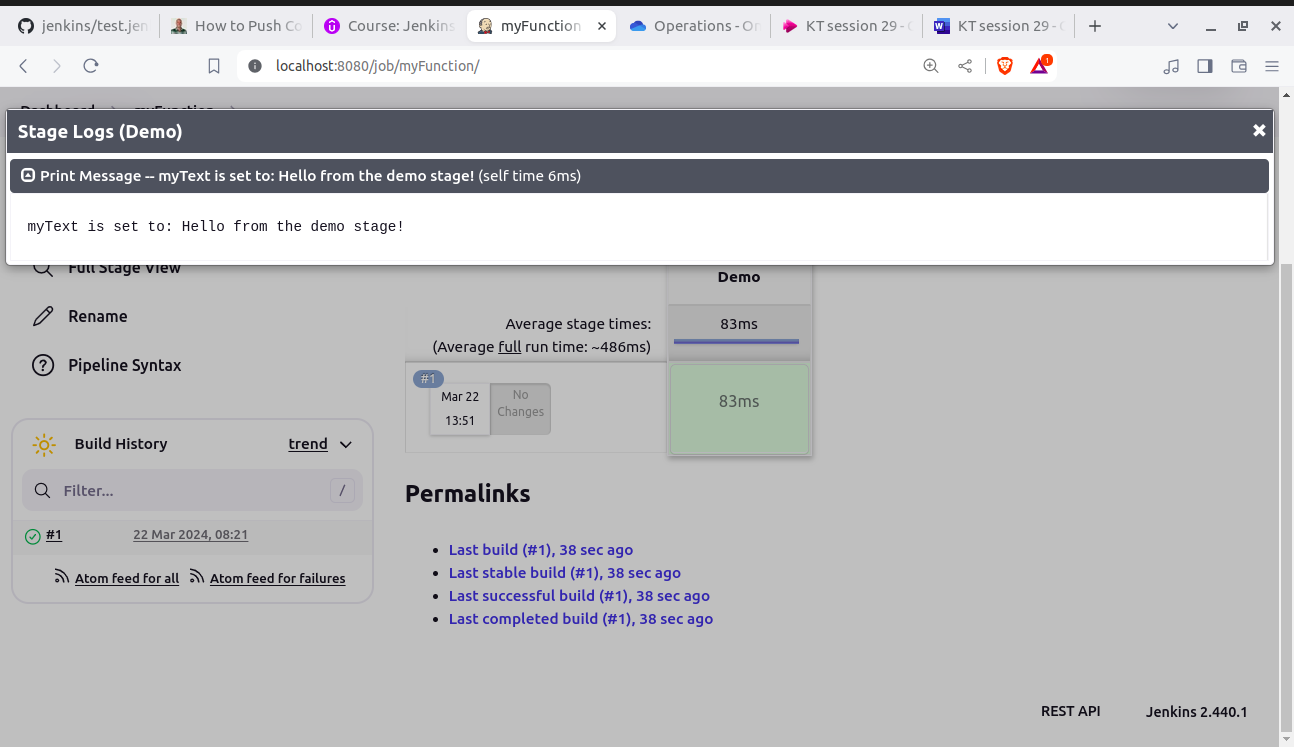 jenkins/test.jen
How to Push Co
Course: Jenkins
myFunction
Operations - On
KT session 29 - 
KT session 29 - 
localhost:8080/job/myFunction/
1
Dashboard myFunction
Stage Logs (Demo)
Print Message -- myText is set to: Hello from the demo stage! (self time 6ms)
myText is set to: Hello from the demo stage!
Full Stage View
Rename
Pipeline Syntax
Demo
Average stage times:
(Average full run time: ~486ms)
83ms
#1
Mar 22
13:51
No
Changes
83ms
Build History
trend
Filter...
/
#1
22 Mar 2024, 08:21
Atom feed for all
Atom feed for failures
Permalinks
Last build (#1), 38 sec ago
Last stable build (#1), 38 sec ago
Last successful build (#1), 38 sec ago
Last completed build (#1), 38 sec ago
REST API
Jenkins 2.440.1